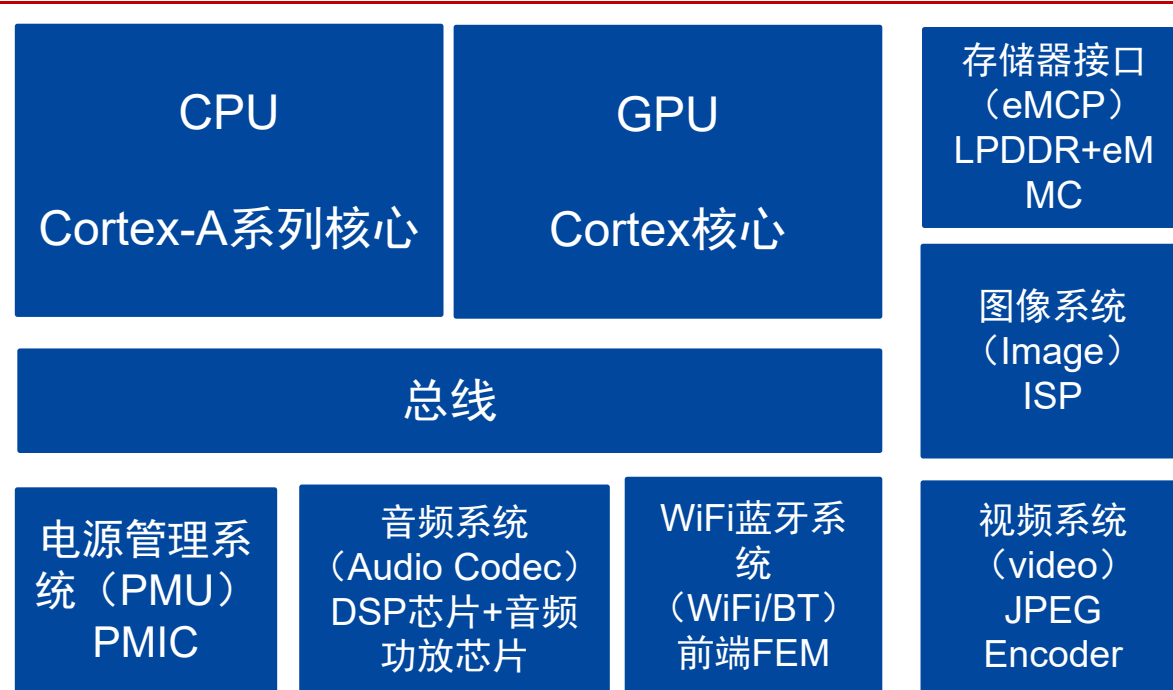 CPU
Cortex-A系列核心
GPU
Cortex核心
存储器接口
（eMCP）
LPDDR+eM
MC
总线
图像系统
（Image）
ISP
电源管理系
统（PMU）
PMIC
音频系统
（Audio Codec）
DSP芯片+音频
功放芯片
WiFi蓝牙系
统
（WiFi/BT）
前端FEM
视频系统
（video）
JPEG
Encoder